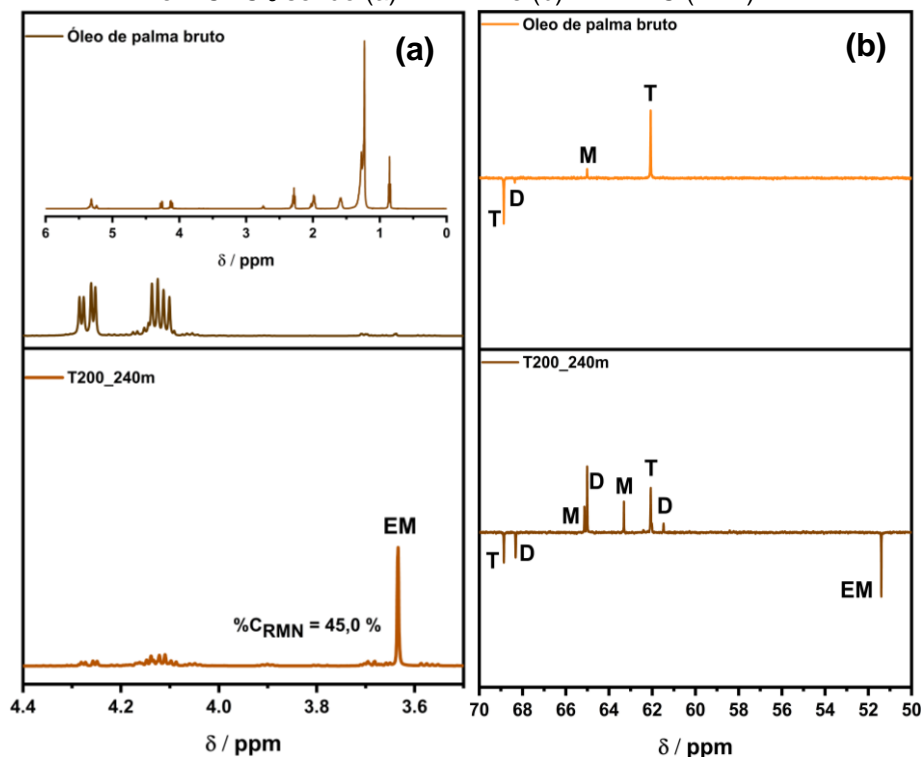 Óleo de palma bruto
(a)
6 5 4 3 2 1 0
δ / ppm
T200_240m
EM
%C_RMN = 45,0 %
4.4 4.2 4.0 3.8 3.6
δ / ppm
Oleo de palma bruto
(b)
T
M
D
T
T200_240m
T
D
M
D
M
T
D
EM
70 68 66 64 62 60 58 56 54 52 50
δ / ppm